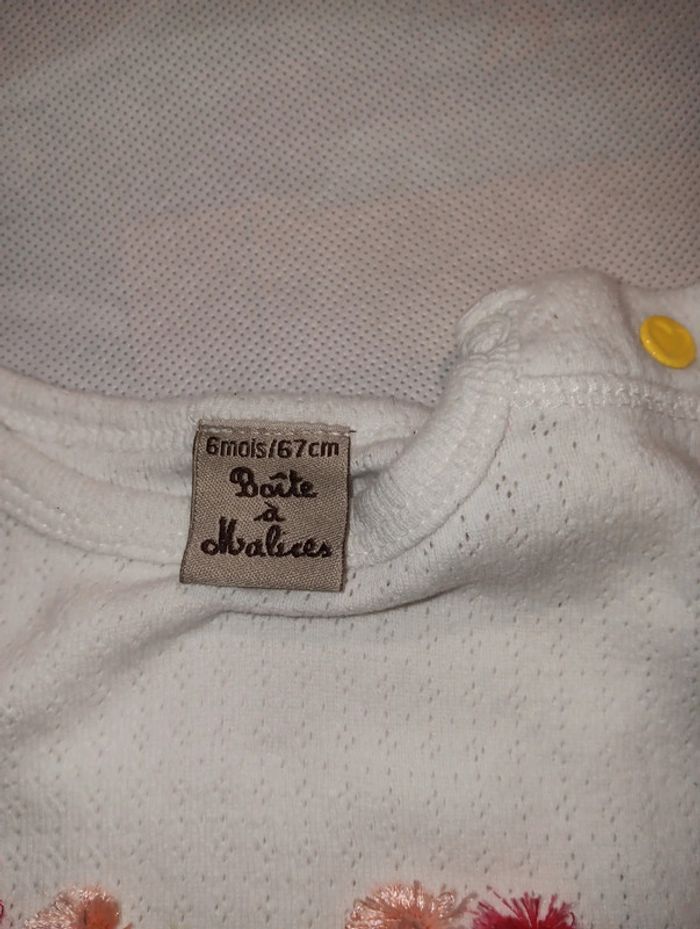 6mois/67cm
Boîte
à
Malices